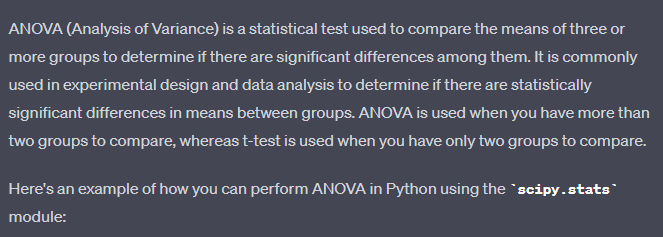 ANOVA (Analysis of Variance) is a statistical test used to compare the means of three or
more groups to determine if there are significant differences among them. It is commonly
used in experimental design and data analysis to determine if there are statistically
significant differences in means between groups. ANOVA is used when you have more than
two groups to compare, whereas t-test is used when you have only two groups to compare.
Here's an example of how you can perform ANOVA in Python using the `scipy.stats`
module: